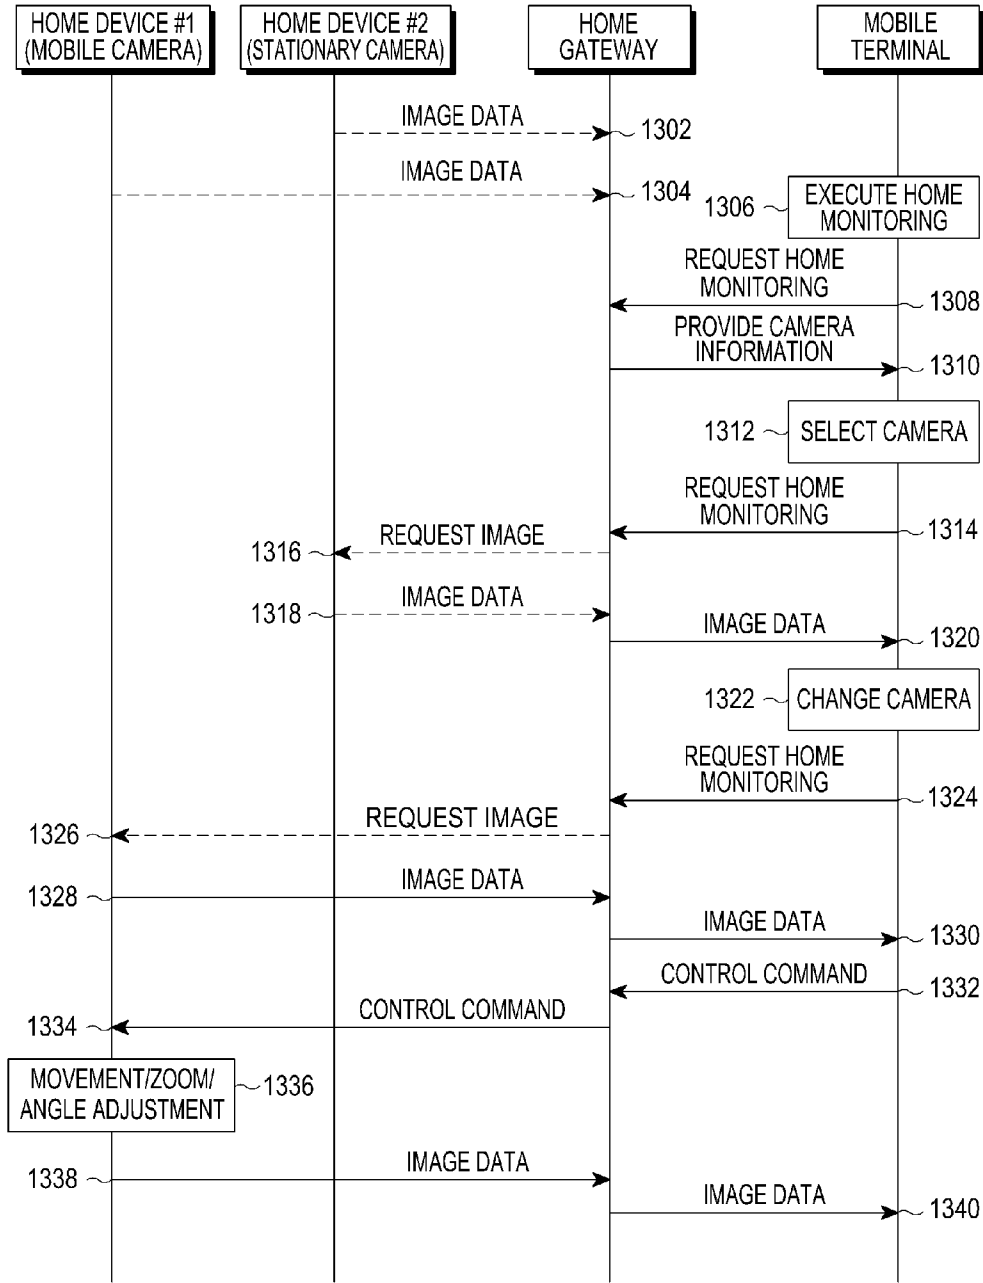 HOME DEVICE #1
(MOBILE CAMERA)
HOME DEVICE #2
(STATIONARY CAMERA)
HOME
GATEWAY
MOBILE
TERMINAL
IMAGE DATA
1302
IMAGE DATA
1304
1306
EXECUTE HOME
MONITORING
REQUEST HOME
MONITORING
1308
PROVIDE CAMERA
INFORMATION
1310
1312
SELECT CAMERA
REQUEST HOME
MONITORING
1314
REQUEST IMAGE
1316
IMAGE DATA
1318
IMAGE DATA
1320
1322
CHANGE CAMERA
REQUEST HOME
MONITORING
1324
REQUEST IMAGE
1326
IMAGE DATA
1328
IMAGE DATA
1330
CONTROL COMMAND
1332
CONTROL COMMAND
1334
MOVEMENT/ZOOM/
ANGLE ADJUSTMENT
1336
IMAGE DATA
1338
IMAGE DATA
1340